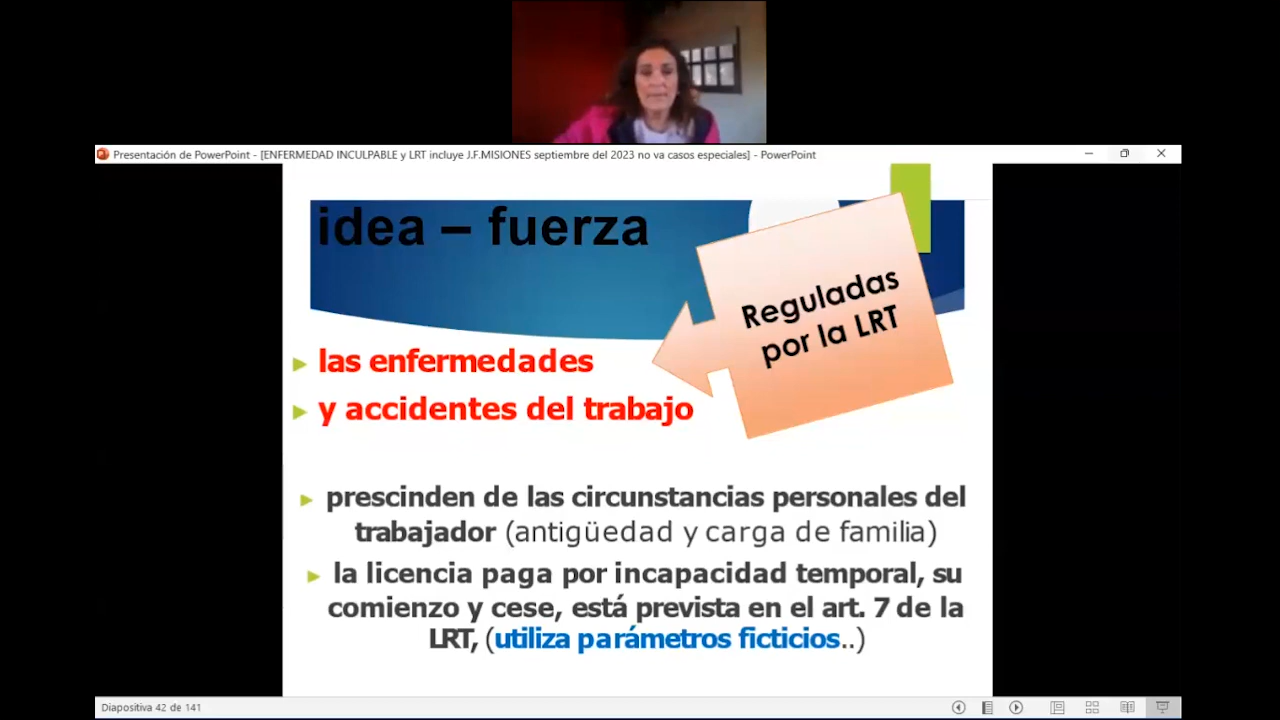 Presentación de PowerPoint - [ENFERMEDAD INCULPABLE y LRT incluye J.F.MISIONES septiembre del 2023 no va casos especiales] - PowerPoint
idea – fuerza
Reguladas
por la LRT
las enfermedades
y accidentes del trabajo
prescinden de las circunstancias personales del
trabajador (antigüedad y carga de familia)
la licencia paga por incapacidad temporal, su
comienzo y cese, está prevista en el art. 7 de la
LRT, (utiliza parámetros ficticios..)
Diapositiva 42 de 141